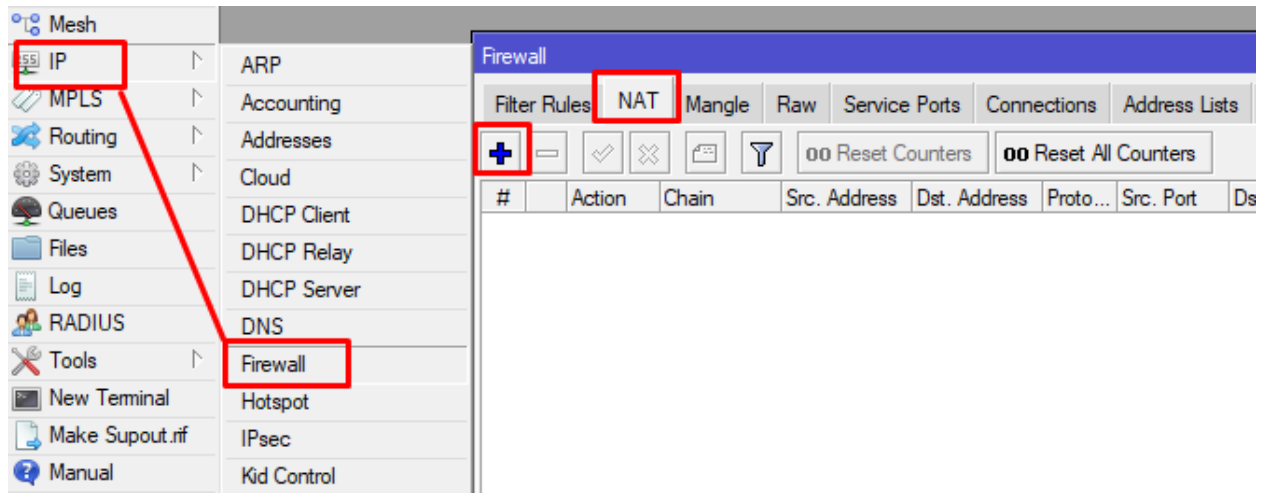 Mesh
IP
MPLS
Routing
System
Queues
Files
Log
RADIUS
Tools
New Terminal
Make Supout.rif
Manual
ARP
Accounting
Addresses
Cloud
DHCP Client
DHCP Relay
DHCP Server
DNS
Firewall
Hotspot
IPsec
Kid Control
Firewall
Filter Rules NAT Mangle Raw Service Ports Connections Address Lists
00 Reset Counters 00 Reset All Counters
# Action Chain Src. Address Dst. Address Proto... Src. Port Ds